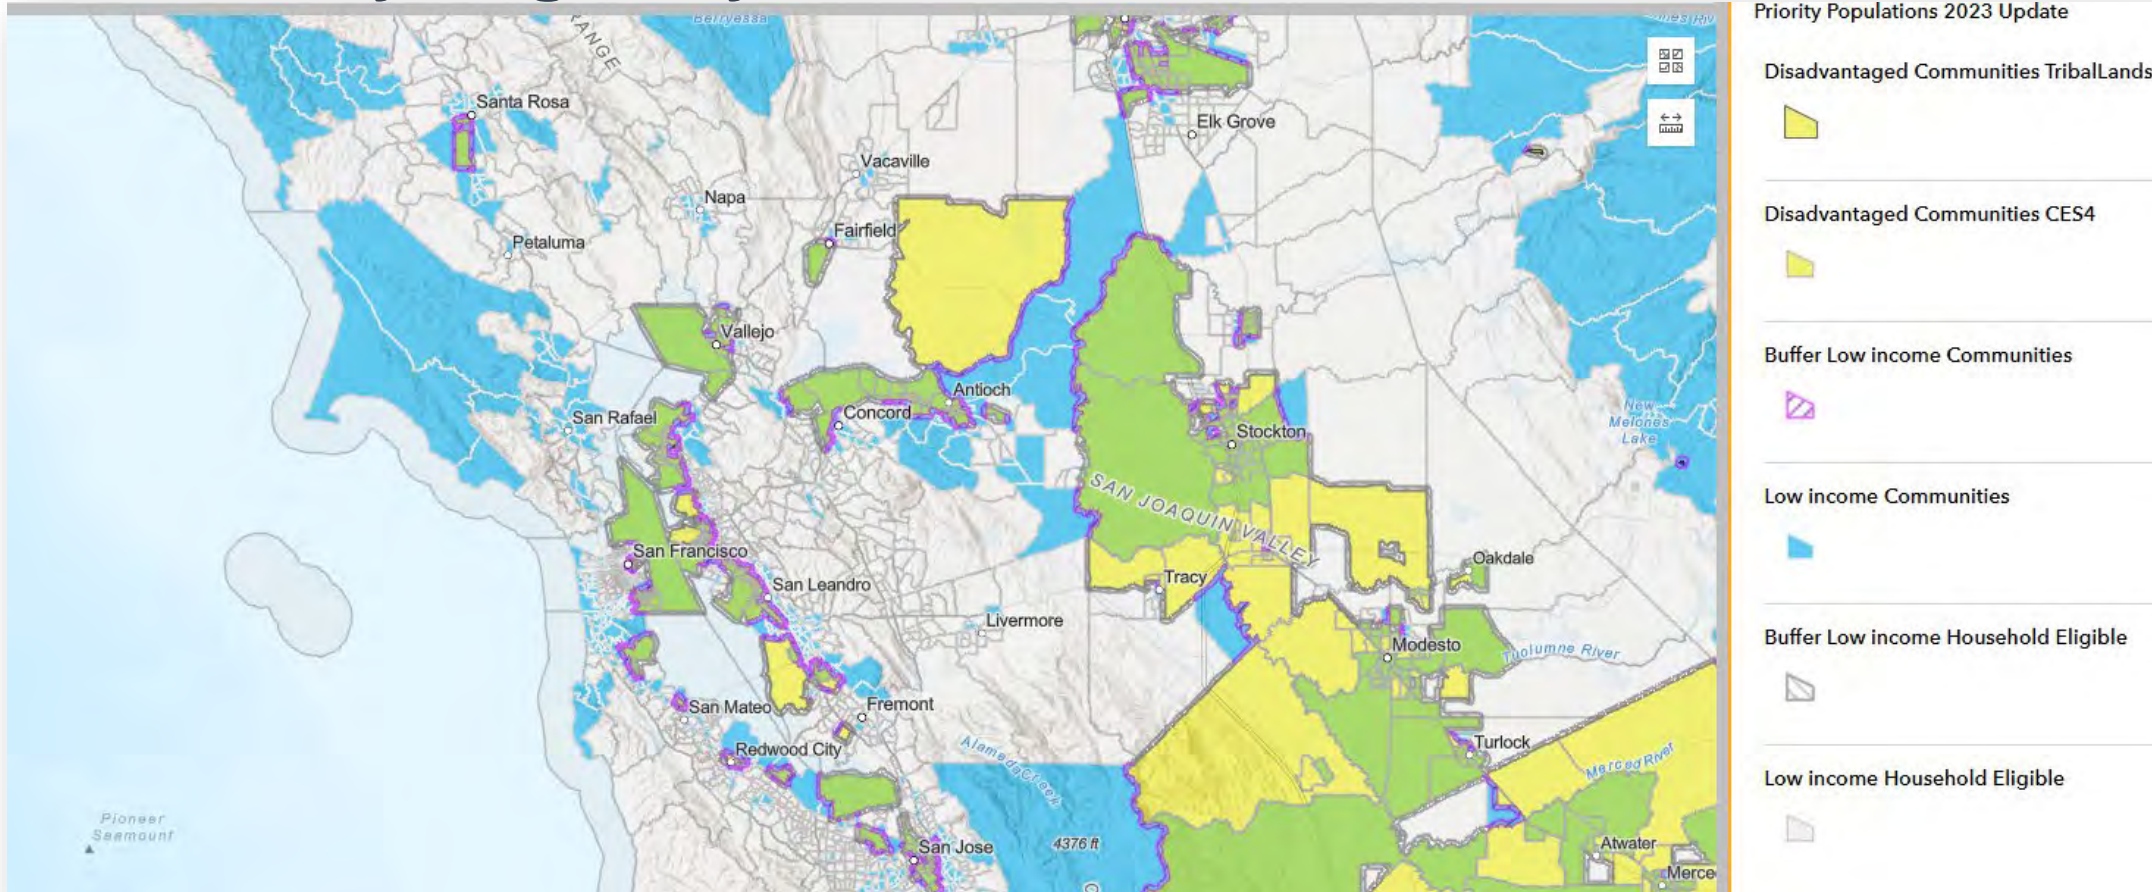 Berryessa
RANGE
Santa Rosa
Elk Grove
Vacaville
Napa
Fairfield
Petaluma
Vallejo
Antioch
Concord
San Rafael
Stockton
New
Melones
Lake
SAN JOAQUIN VALLEY
San Francisco
San Leandro
Tracy
Oakdale
Livermore
Modesto
Tuolumne River
San Mateo
Fremont
Redwood City
Turlock
Alameda Creek
Merced River
Pioneer
Seamount
4376 ft
San Jose
Atwater
Merce
Priority Populations 2023 Update
Disadvantaged Communities TribalLands
Disadvantaged Communities CES4
Buffer Low income Communities
Low income Communities
Buffer Low income Household Eligible
Low income Household Eligible